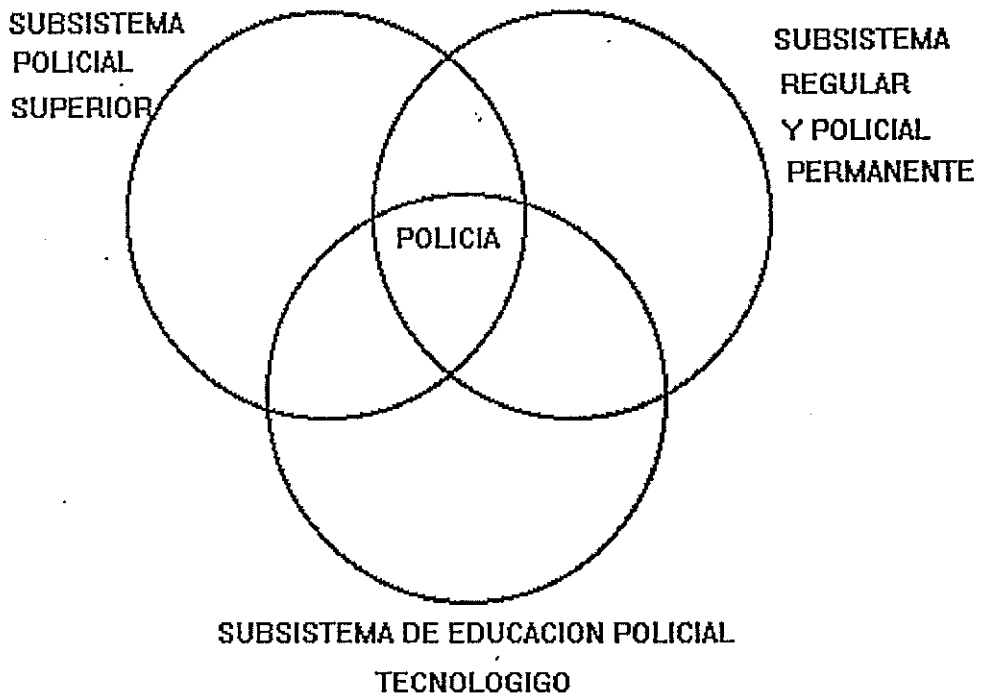 SUBSISTEMA
POLICIAL
SUPERIOR
SUBSISTEMA
REGULAR
Y POLICIAL
PERMANENTE
POLICIA
SUBSISTEMA DE EDUCACION POLICIAL
TECNOLOGIGO